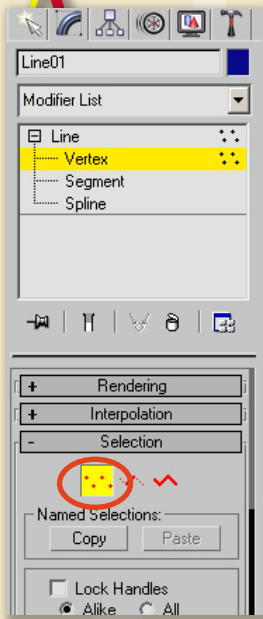 Line01
Modifier List
Line
Vertex
Segment
Spline
+ Rendering
+ Interpolation
- Selection
Named Selections:
Copy Paste
Lock Handles
Alike All